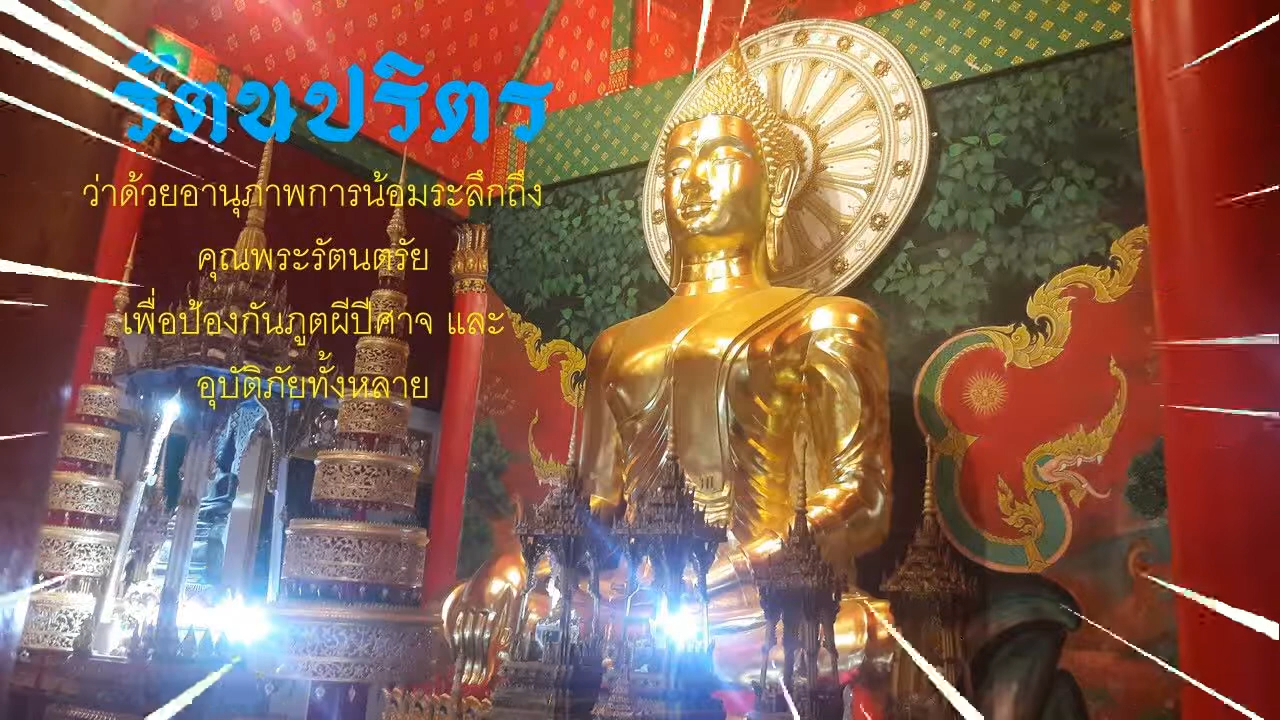 รัตนปริตร
ว่าด้วยอานุภาพการน้อมระลึกถึง
คุณพระรัตนตรัย
เพื่อป้องกันภูตผีปีศาจ และ
อุบัติภัยทั้งหลาย